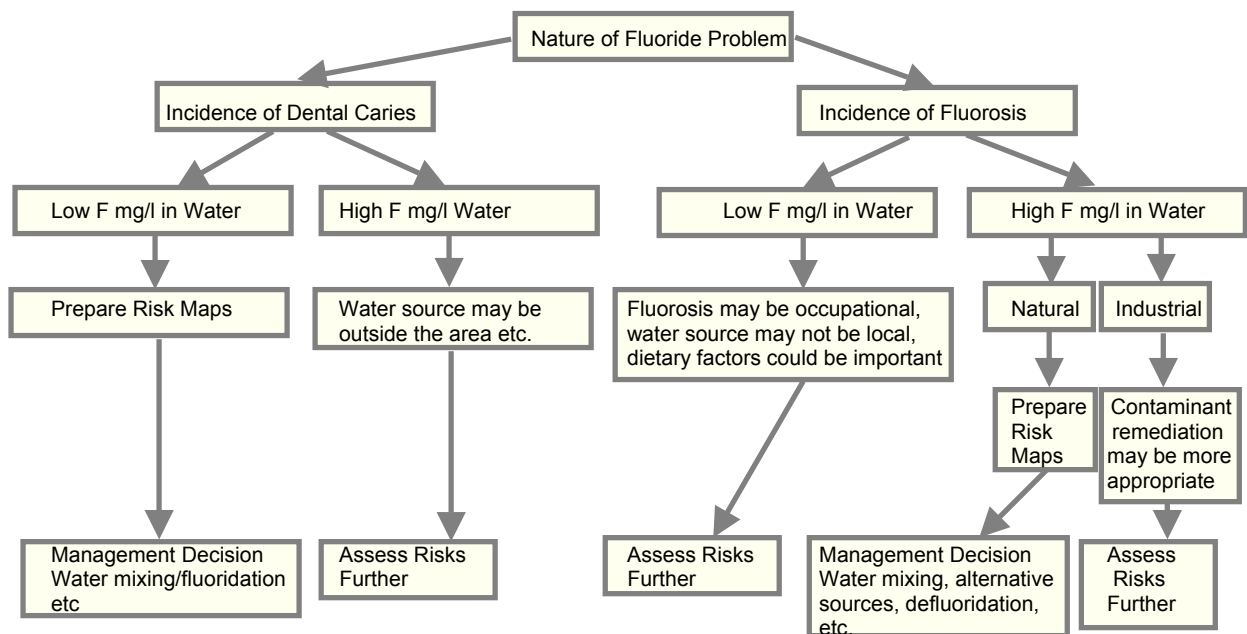 Nature of Fluoride Problem
Incidence of Dental Caries
Incidence of Fluorosis
Low F mg/l in Water
High F mg/l Water
Low F mg/l in Water
High F mg/l in Water
Prepare Risk Maps
Water source may be
outside the area etc.
Fluorosis may be occupational,
water source may not be local,
dietary factors could be important
Natural
Industrial
Prepare
Risk
Maps
Contaminant
remediation
may be more
appropriate
Management Decision
Water mixing/fluoridation
etc
Assess Risks
Further
Assess Risks
Further
Management Decision
Water mixing, alternative
sources, defluoridation,
etc.
Assess
Risks
Further